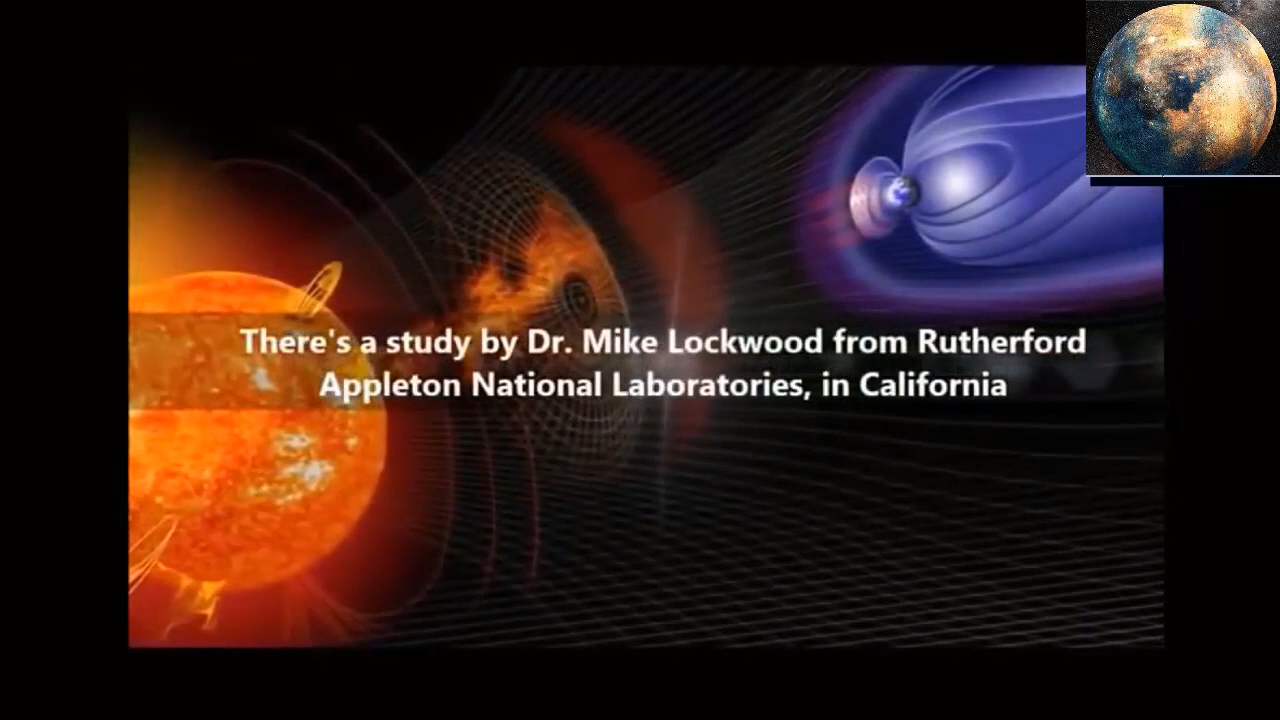 There's a study by Dr. Mike Lockwood from Rutherford
Appleton National Laboratories, in California